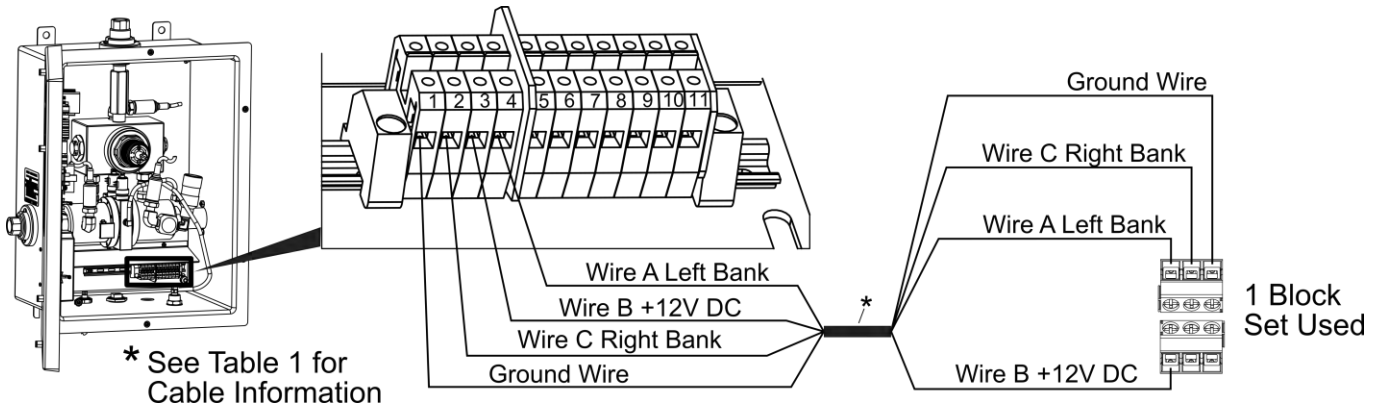 1 2 3 4 5 6 7 8 9 10 11
Ground Wire
Wire C Right Bank
Wire A Left Bank
Wire A Left Bank
Wire B +12V DC
Wire C Right Bank
Ground Wire
*
Wire B +12V DC
1 Block
Set Used
* See Table 1 for
Cable Information